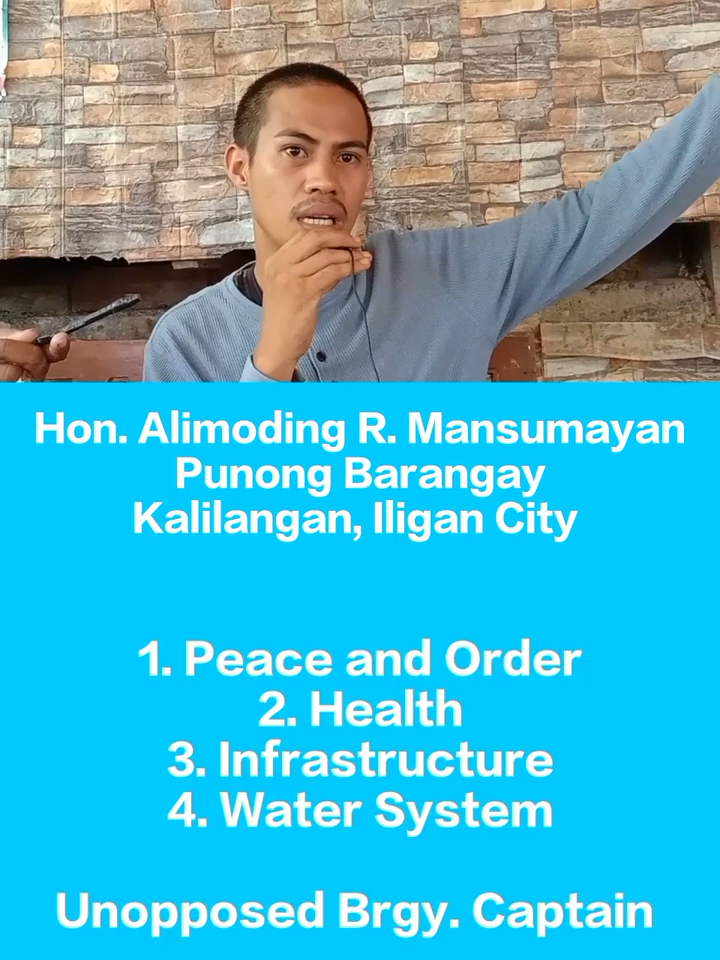 Hon. Alimoding R. Mansumayan
Punong Barangay
Kalilangan, Iligan City
1. Peace and Order
2. Health
3. Infrastructure
4. Water System
Unopposed Brgy. Captain